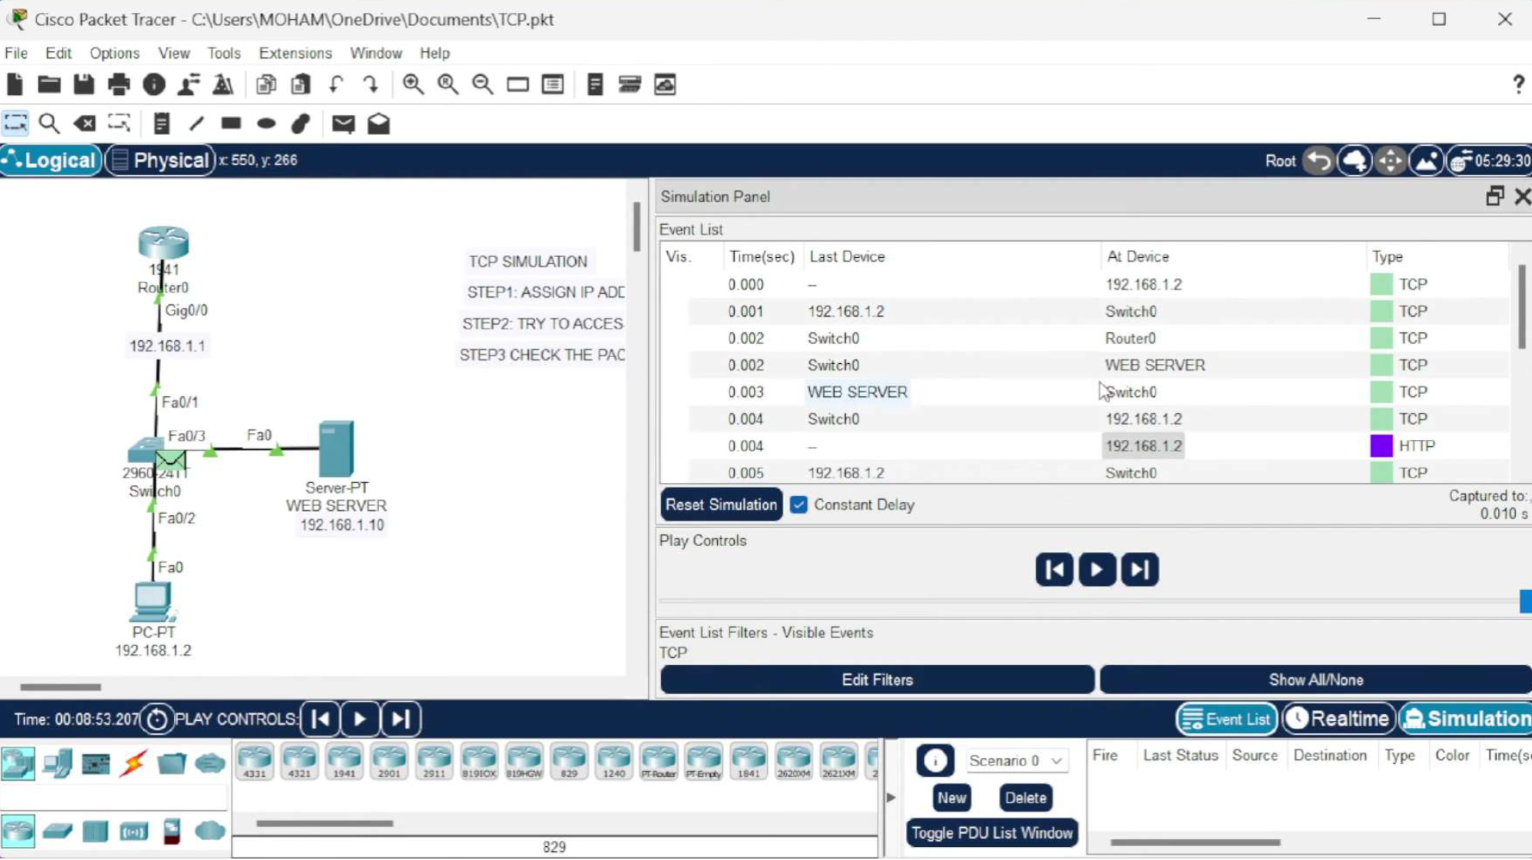 Cisco Packet Tracer - C:\Users\MOHAM\OneDrive\Documents\TCP.pkt
File Edit Options View Tools Extensions Window Help
?
Logical Physical x: 550, y: 266 Root 05:29:30
1941
Router0
Gig0/0
192.168.1.1
Fa0/1
Fa0/3 Fa0
Switch0
Fa0/2
Fa0
PC-PT
192.168.1.2
Server-PT
WEB SERVER
192.168.1.10
TCP SIMULATION
STEP1: ASSIGN IP ADD
STEP2: TRY TO ACCES
STEP3 CHECK THE PAC
Simulation Panel
Event List
Vis. Time(sec) Last Device At Device Type
0.000 -- 192.168.1.2 TCP
0.001 192.168.1.2 Switch0 TCP
0.002 Switch0 Router0 TCP
0.002 Switch0 WEB SERVER TCP
0.003 WEB SERVER Switch0 TCP
0.004 Switch0 192.168.1.2 TCP
0.004 -- 192.168.1.2 HTTP
0.005 192.168.1.2 Switch0 TCP
Reset Simulation Constant Delay Captured to:
0.010 s
Play Controls
Event List Filters - Visible Events
TCP
Edit Filters Show All/None
Time: 00:08:53.207 PLAY CONTROLS: Event List Realtime Simulation
4331 4321 1941 2901 2911 819IOX 819HGW 829 1240 PT-Router PT-Empty 1841 2620XM 2621XM 2
829
Scenario 0
New Delete
Toggle PDU List Window
Fire Last Status Source Destination Type Color Time(s